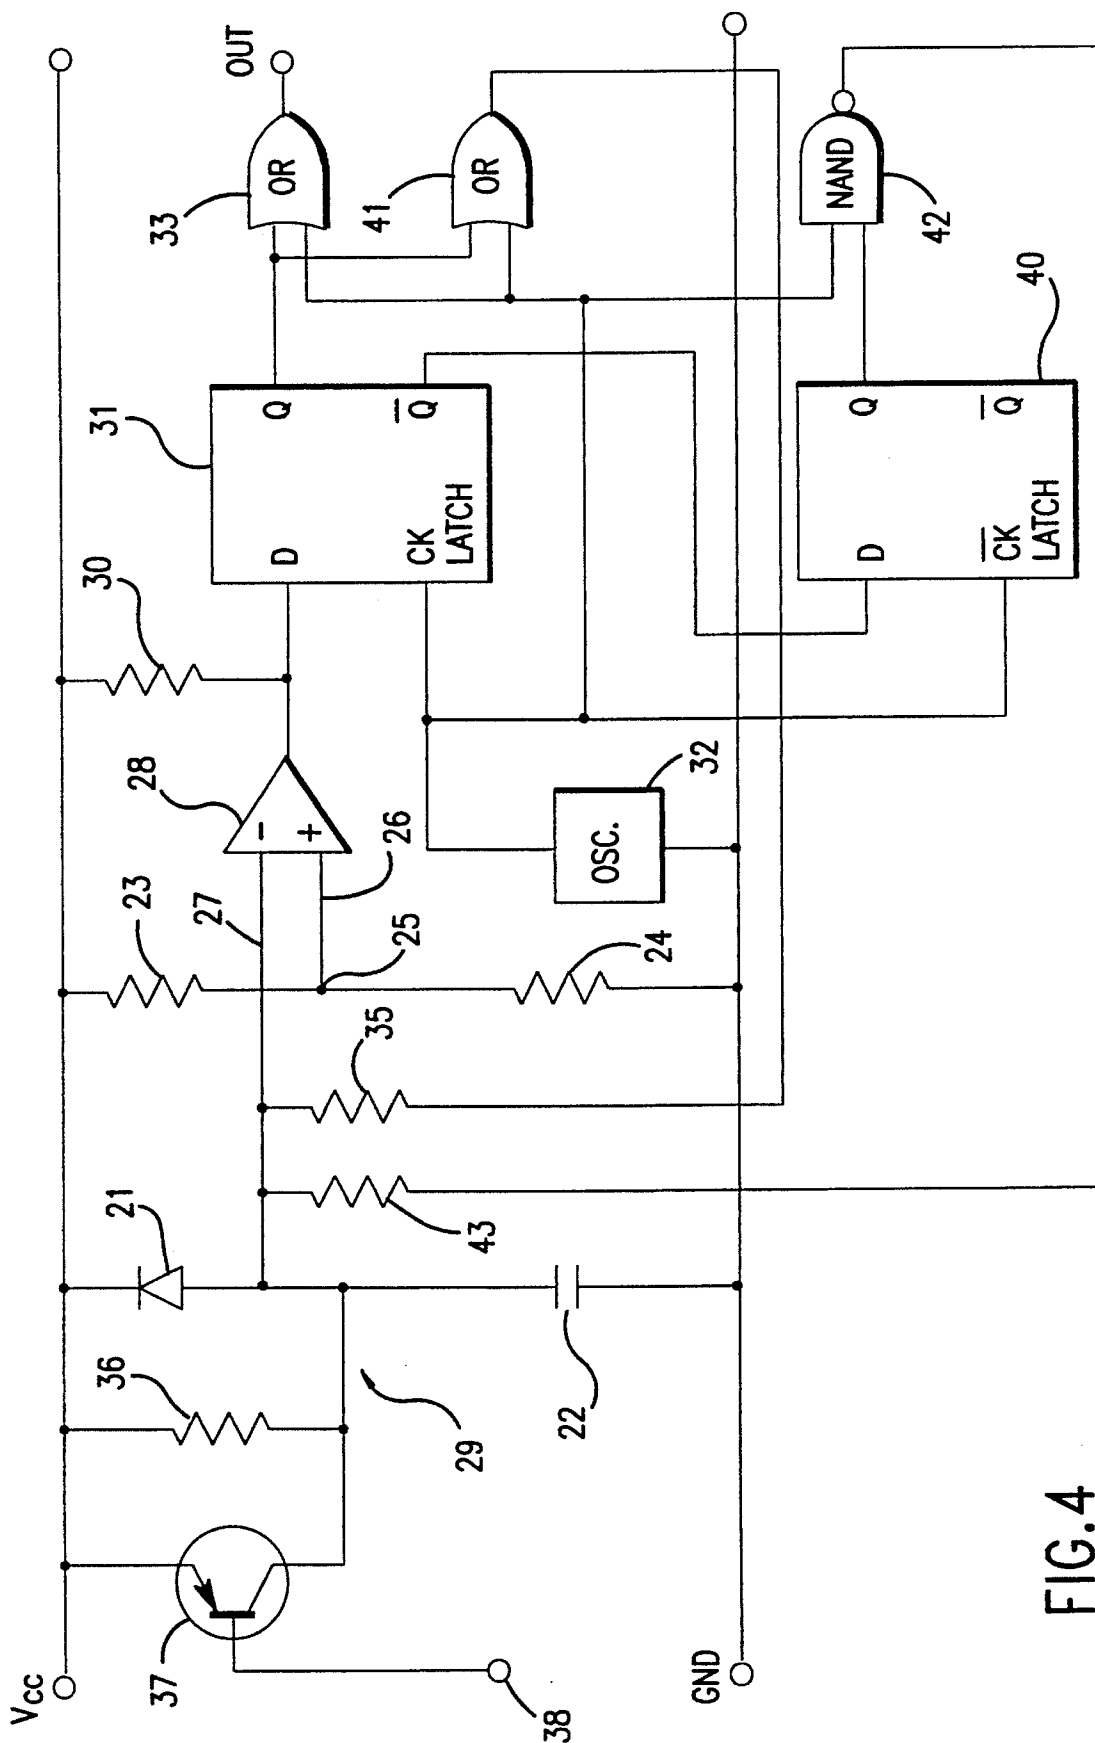 Vcc
37
38
GND
36
29
21
22
43
35
27
23
25
24
26
28
-
+
30
OSC.
32
31
D
Q
CK
Q̅
LATCH
33
OR
OUT
41
OR
D
Q
C̅K̅
Q̅
LATCH
40
NAND
42
FIG.4